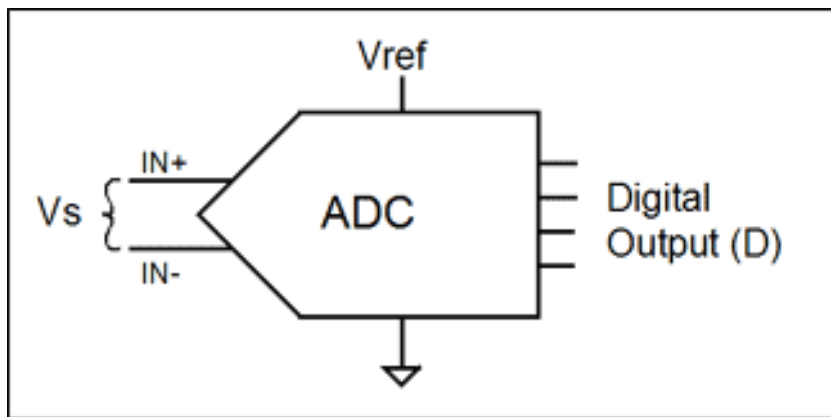 Vref
IN+
Vs
ADC
Digital
Output (D)
IN-